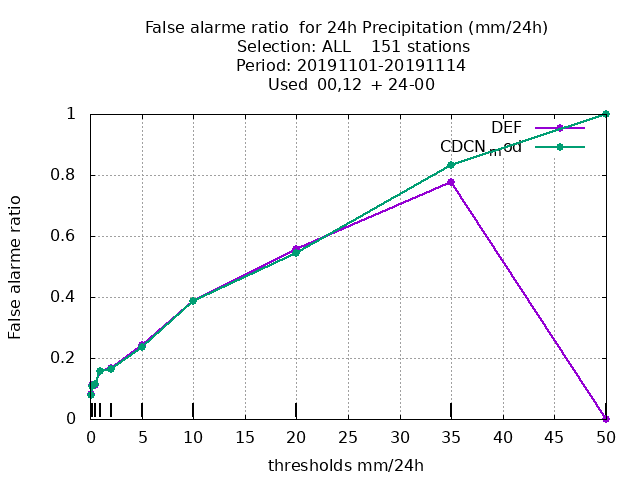 False alarme ratio  for 24h Precipitation (mm/24h)
Selection: ALL    151 stations
Period: 20191101-20191114
Used  00,12  + 24-00
DEF
CDCN_mod
False alarme ratio
1
0.8
0.6
0.4
0.2
0
0 5 10 15 20 25 30 35 40 45 50
thresholds mm/24h